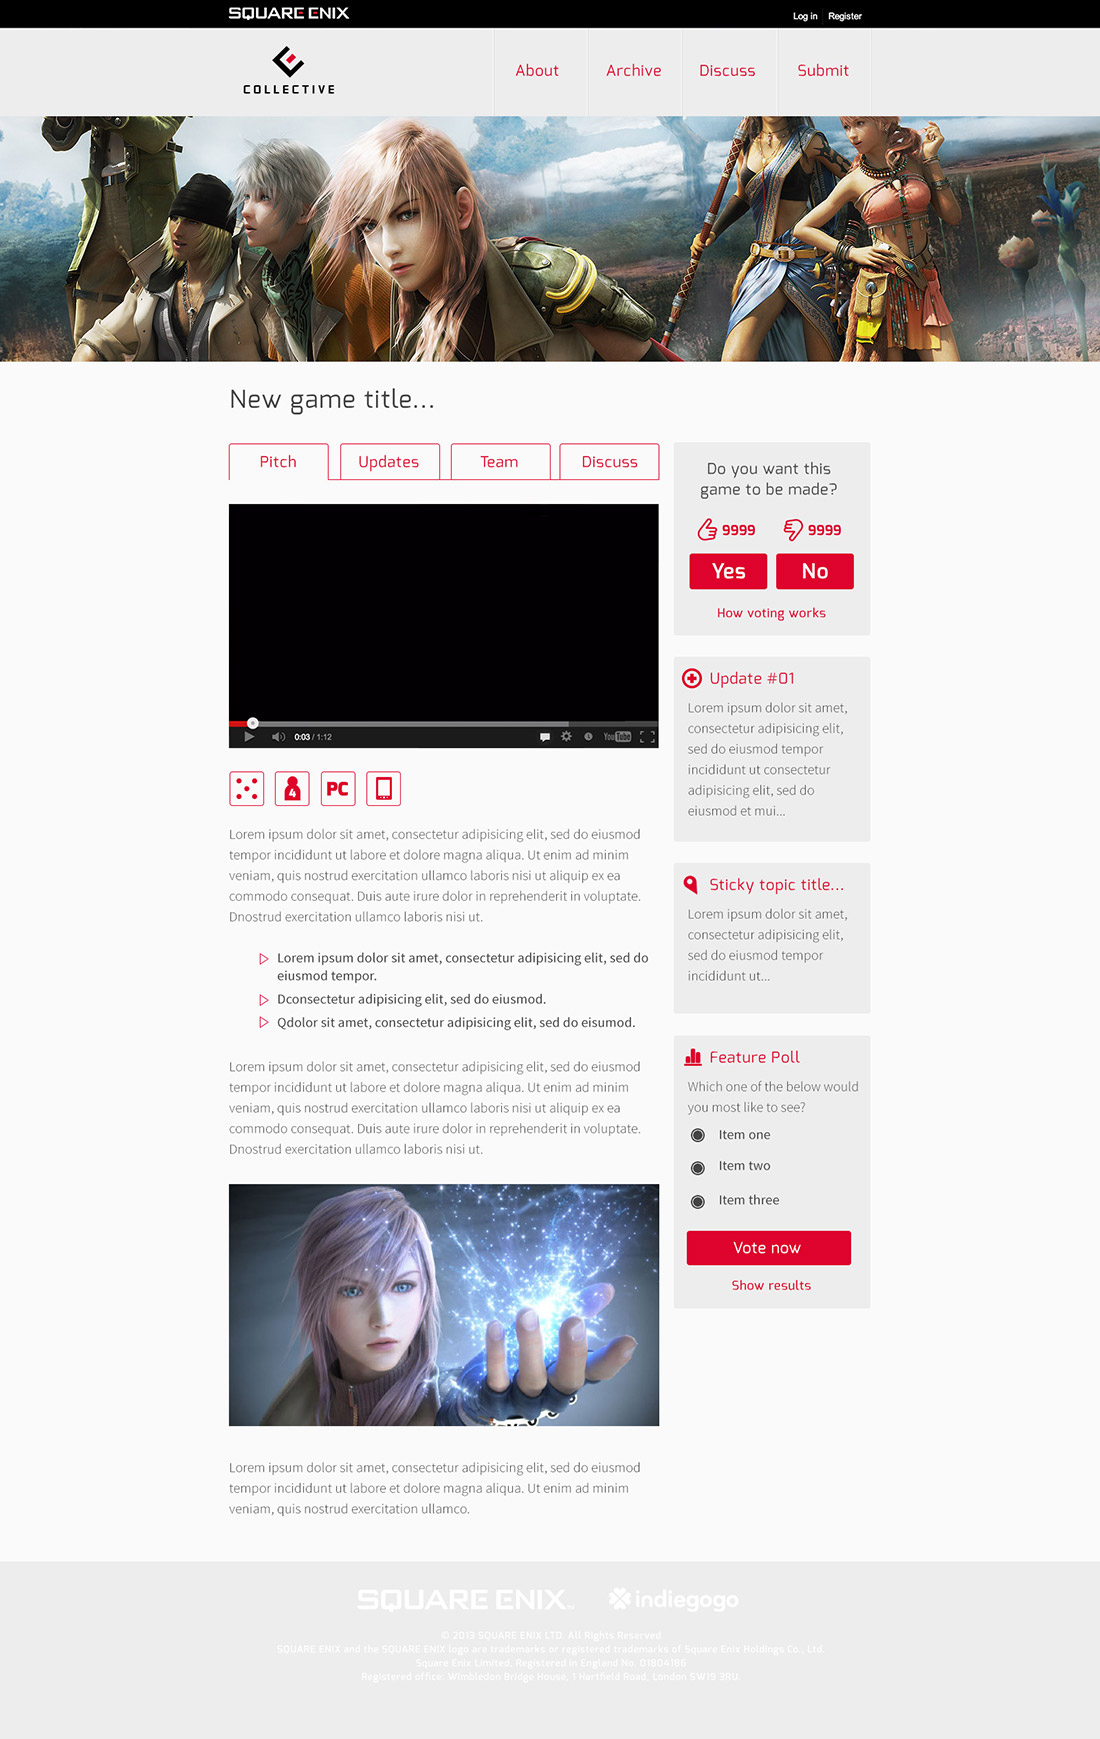 SQUARE ENIX
Log in
Register
COLLECTIVE
About
Archive
Discuss
Submit
New game title...
Pitch
Updates
Team
Discuss
0:03 / 1:12
YouTube
4
PC
Lorem ipsum dolor sit amet, consectetur adipisicing elit, sed do eiusmod
tempor incididunt ut labore et dolore magna aliqua. Ut enim ad minim
veniam, quis nostrud exercitation ullamco laboris nisi ut aliquip ex ea
commodo consequat. Duis aute irure dolor in reprehenderit in voluptate.
Dnostrud exercitation ullamco laboris nisi ut.
Lorem ipsum dolor sit amet, consectetur adipisicing elit, sed do
eiusmod tempor.
Dconsectetur adipisicing elit, sed do eiusmod.
Qdolor sit amet, consectetur adipisicing elit, sed do eisumod.
Lorem ipsum dolor sit amet, consectetur adipisicing elit, sed do eiusmod
tempor incididunt ut labore et dolore magna aliqua. Ut enim ad minim
veniam, quis nostrud exercitation ullamco laboris nisi ut aliquip ex ea
commodo consequat. Duis aute irure dolor in reprehenderit in voluptate.
Dnostrud exercitation ullamco laboris nisi ut.
Lorem ipsum dolor sit amet, consectetur adipisicing elit, sed do eiusmod
tempor incididunt ut labore et dolore magna aliqua. Ut enim ad minim
veniam, quis nostrud exercitation ullamco.
Do you want this
game to be made?
9999
9999
Yes
No
How voting works
Update #01
Lorem ipsum dolor sit amet,
consectetur adipisicing elit,
sed do eiusmod tempor
incididunt ut consectetur
adipisicing elit, sed do
eiusmod et mui...
Sticky topic title...
Lorem ipsum dolor sit amet,
consectetur adipisicing elit,
sed do eiusmod tempor
incididunt ut...
Feature Poll
Which one of the below would
you most like to see?
Item one
Item two
Item three
Vote now
Show results
SQUARE ENIX
indiegogo
© 2013 SQUARE ENIX LTD. All Rights Reserved
SQUARE ENIX and the SQUARE ENIX logo are trademarks or registered trademarks of Square Enix Holdings Co., Ltd.
Square Enix Limited, Registered in England No. 01804186
Registered office: Wimbledon Bridge House, 1 Hartfield Road, London SW19 3RU.